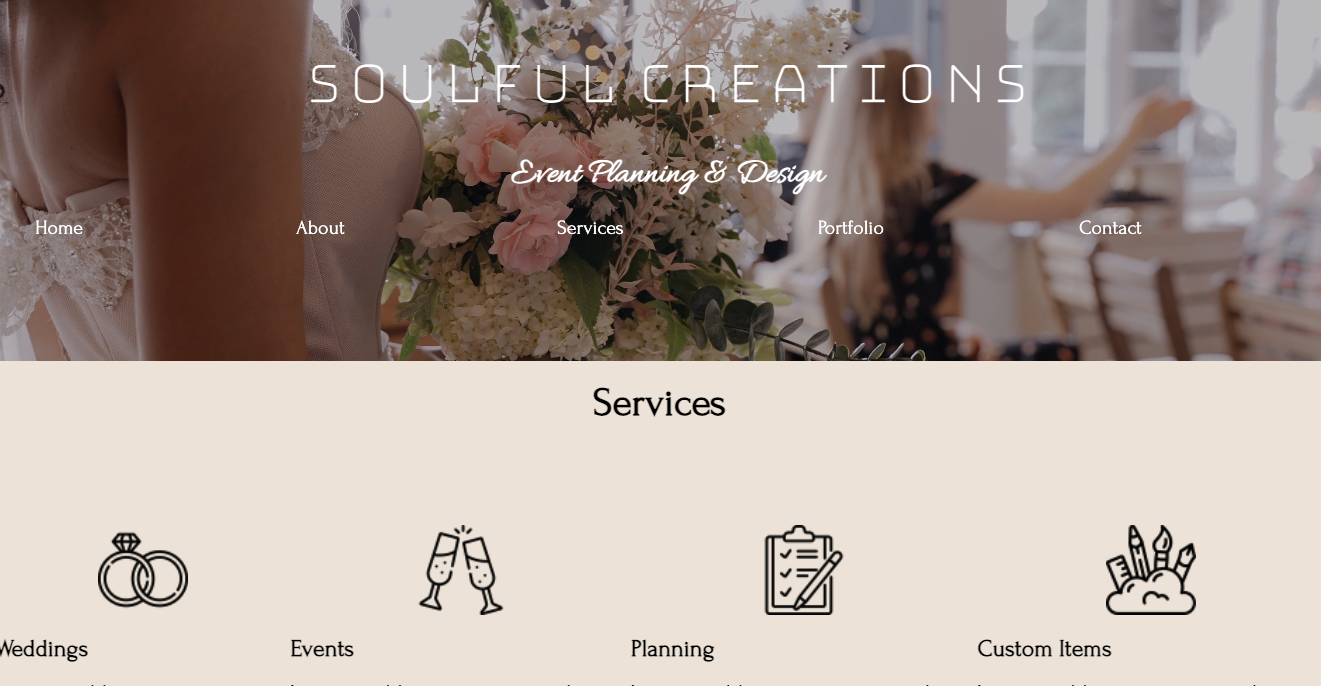 SOULFUL CREATIONS
Event Planning & Design
Home About Services Portfolio Contact
Services
Weddings Events Planning Custom Items